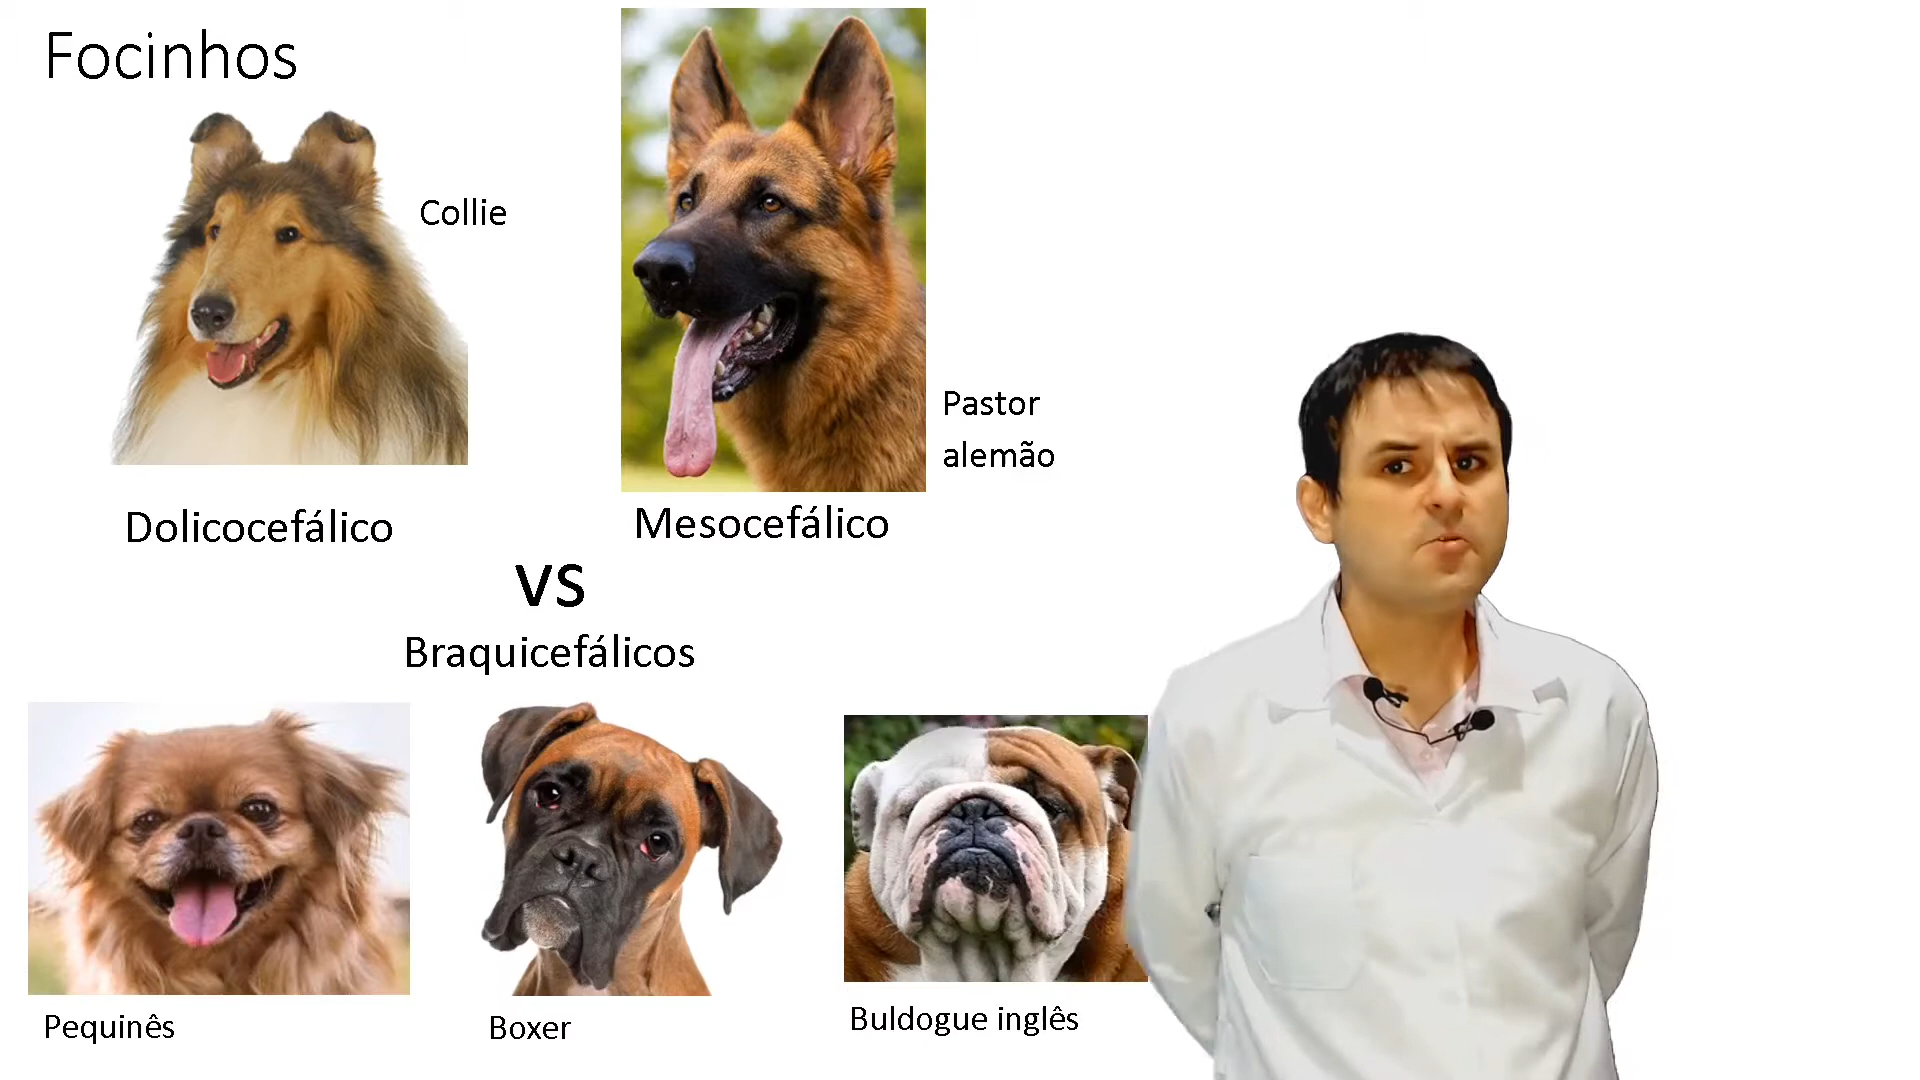 Focinhos
Collie
Pastor
alemão
Dolicocefálico
Mesocefálico
vs
Braquicefálicos
Pequinês
Boxer
Buldogue inglês